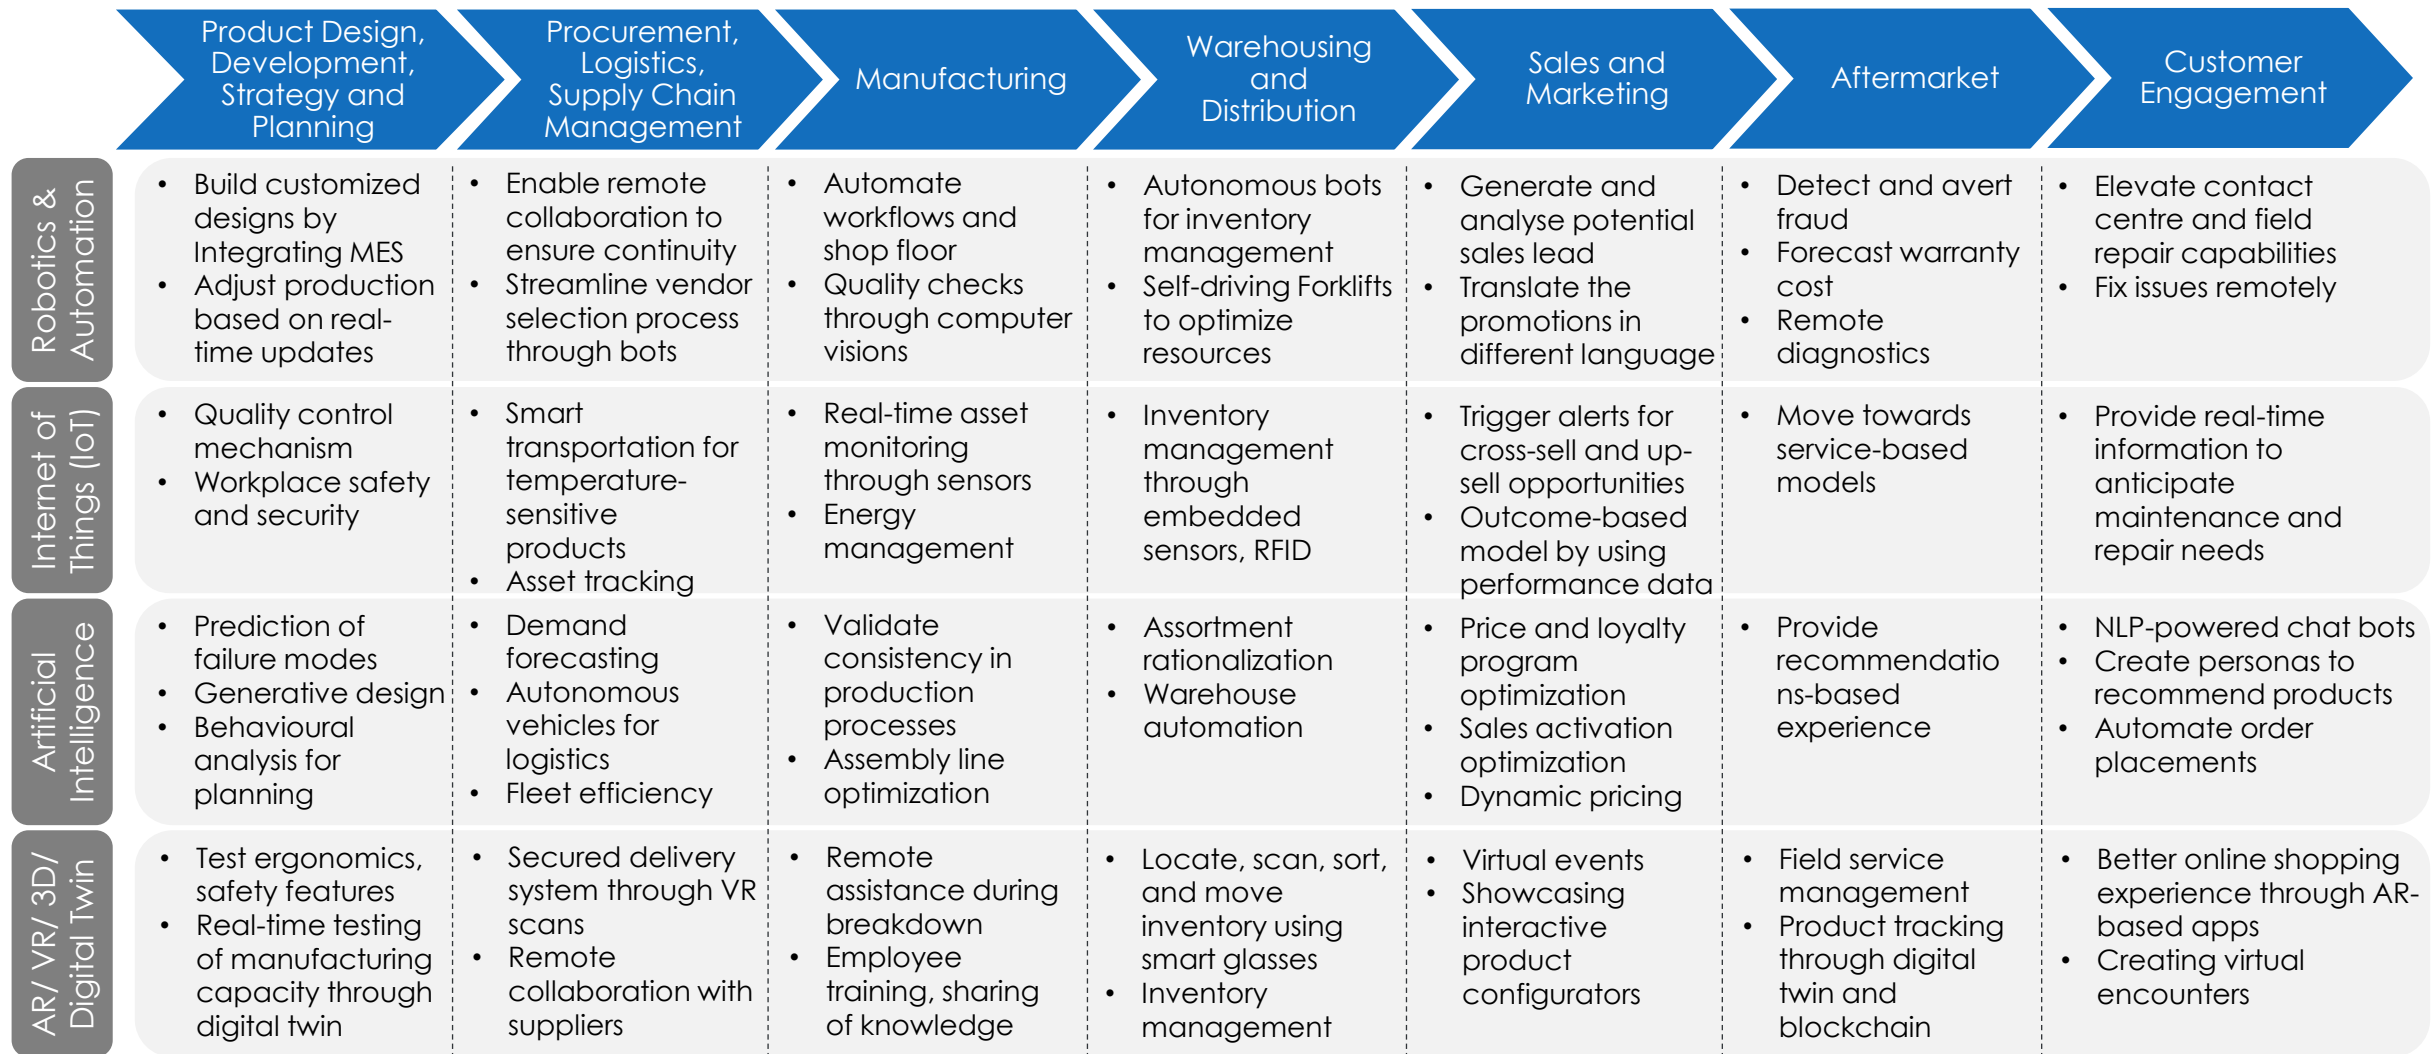 Product Design,
Development,
Strategy and
Planning
Procurement,
Logistics,
Supply Chain
Management
Manufacturing
Warehousing
and
Distribution
Sales and
Marketing
Aftermarket
Customer
Engagement
Robotics &
Automation
• Build customized
designs by
Integrating MES
• Adjust production
based on real-
time updates
• Enable remote
collaboration to
ensure continuity
• Streamline vendor
selection process
through bots
• Automate
workflows and
shop floor
• Quality checks
through computer
visions
• Autonomous bots
for inventory
management
• Self-driving Forklifts
to optimize
resources
• Generate and
analyse potential
sales lead
• Translate the
promotions in
different language
• Detect and avert
fraud
• Forecast warranty
cost
• Remote
diagnostics
• Elevate contact
centre and field
repair capabilities
• Fix issues remotely
Internet of
Things (IoT)
• Quality control
mechanism
• Workplace safety
and security
• Smart
transportation for
temperature-
sensitive
products
• Asset tracking
• Real-time asset
monitoring
through sensors
• Energy
management
• Inventory
management
through
embedded
sensors, RFID
• Trigger alerts for
cross-sell and up-
sell opportunities
• Outcome-based
model by using
performance data
• Move towards
service-based
models
• Provide real-time
information to
anticipate
maintenance and
repair needs
Artificial
Intelligence
• Prediction of
failure modes
• Generative design
• Behavioural
analysis for
planning
• Demand
forecasting
• Autonomous
vehicles for
logistics
• Fleet efficiency
• Validate
consistency in
production
processes
• Assembly line
optimization
• Assortment
rationalization
• Warehouse
automation
• Price and loyalty
program
optimization
• Sales activation
optimization
• Dynamic pricing
• Provide
recommendatio
ns-based
experience
• NLP-powered chat bots
• Create personas to
recommend products
• Automate order
placements
AR/ VR/ 3D/
Digital Twin
• Test ergonomics,
safety features
• Real-time testing
of manufacturing
capacity through
digital twin
• Secured delivery
system through VR
scans
• Remote
collaboration with
suppliers
• Remote
assistance during
breakdown
• Employee
training, sharing
of knowledge
• Locate, scan, sort,
and move
inventory using
smart glasses
• Inventory
management
• Virtual events
• Showcasing
interactive
product
configurators
• Field service
management
• Product tracking
through digital
twin and
blockchain
• Better online shopping
experience through AR-
based apps
• Creating virtual
encounters